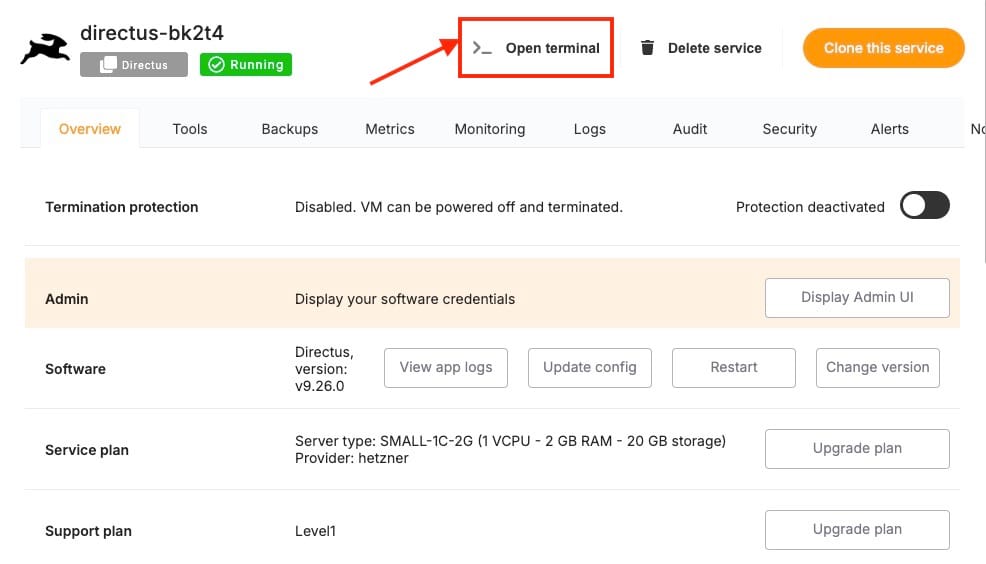 directus-bk2t4
Directus
Running
>_ Open terminal
Delete service
Clone this service
Overview
Tools
Backups
Metrics
Monitoring
Logs
Audit
Security
Alerts
Termination protection
Disabled. VM can be powered off and terminated.
Protection deactivated
Admin
Display your software credentials
Display Admin UI
Software
Directus,
version:
v9.26.0
View app logs
Update config
Restart
Change version
Service plan
Server type: SMALL-1C-2G (1 VCPU - 2 GB RAM - 20 GB storage)
Provider: hetzner
Upgrade plan
Support plan
Level1
Upgrade plan